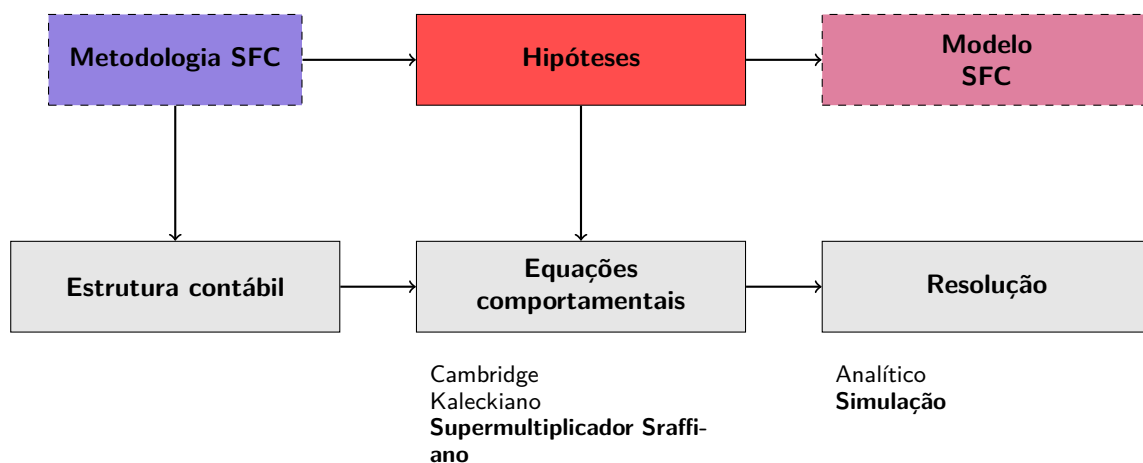 Metodologia SFC
Hipóteses
Modelo
SFC
Estrutura contábil
Equações
comportamentais
Resolução
Cambridge
Kaleckiano
Supermultiplicador Sraffi-
ano
Analítico
Simulação